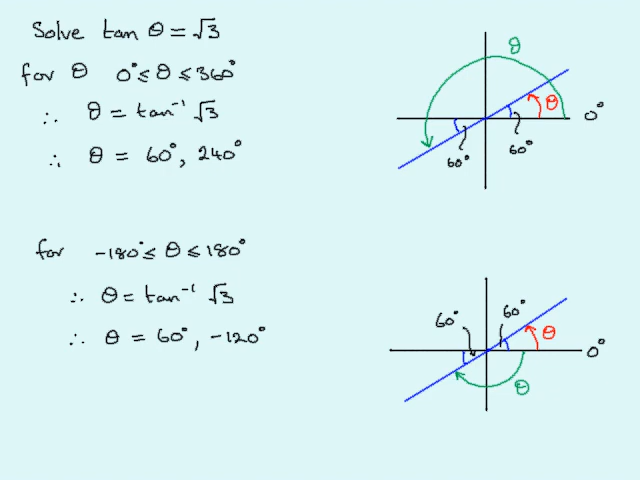 Solve tan θ = √3
for θ 0° ≤ θ ≤ 360°
∴ θ = tan⁻¹ √3
∴ θ = 60°, 240°
θ
θ
0°
60°
60°
for -180° ≤ θ ≤ 180°
∴ θ = tan⁻¹ √3
∴ θ = 60°, -120°
60°
60°
θ
0°
θ